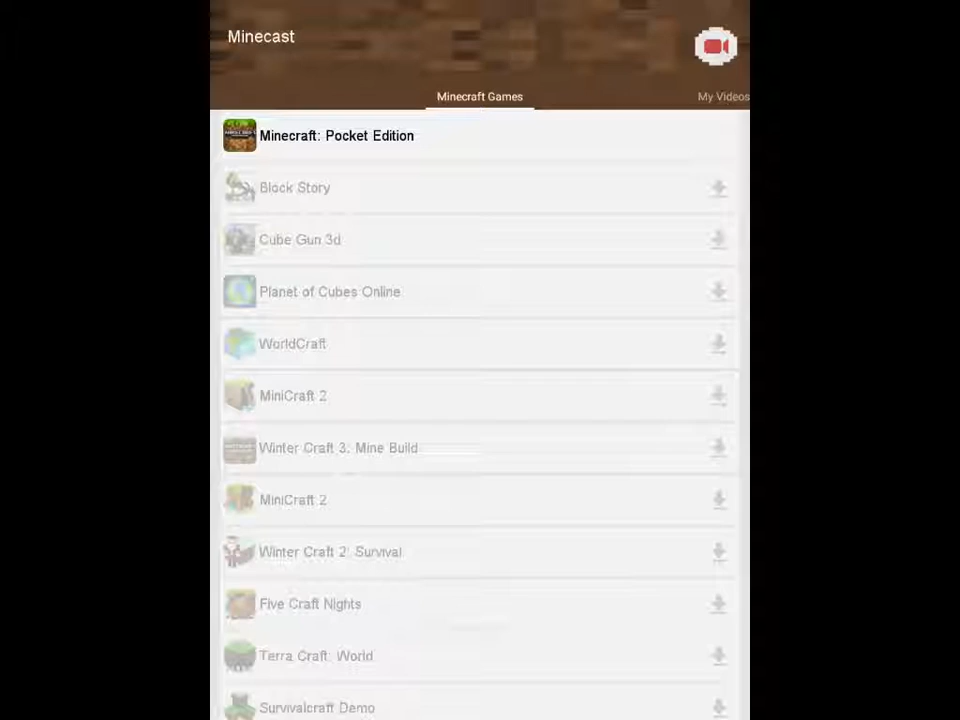 Minecast
Minecraft Games
My Videos
Minecraft: Pocket Edition
Block Story
Cube Gun 3d
Planet of Cubes Online
WorldCraft
MiniCraft 2
Winter Craft 3: Mine Build
MiniCraft 2
Winter Craft 2: Survival
Five Craft Nights
Terra Craft: World
Survivalcraft Demo